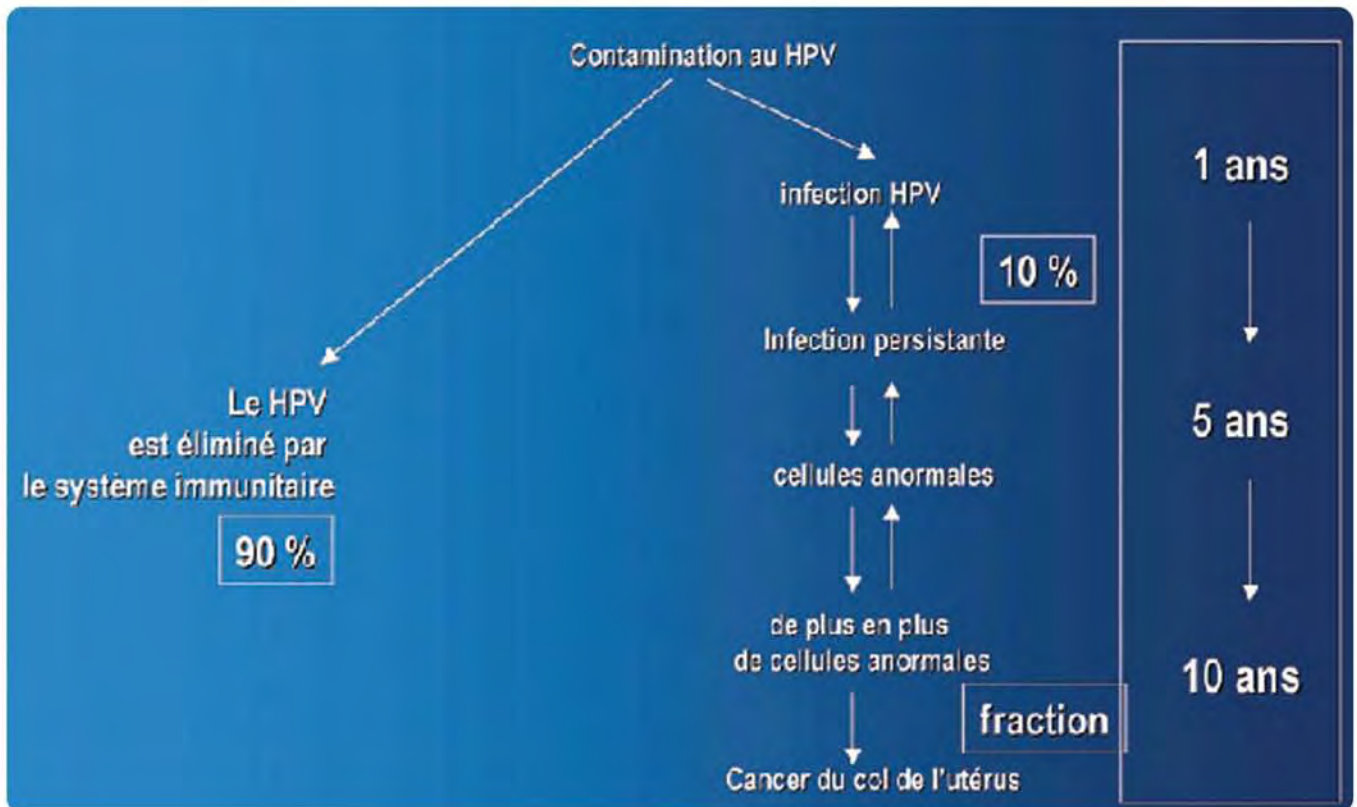 Contamination au HPV
infection HPV
10 %
Infection persistante
cellules anormales
de plus en plus
de cellules anormales
fraction
Cancer du col de l'utérus
Le HPV
est éliminé par
le système immunitaire
90 %
1 ans
5 ans
10 ans